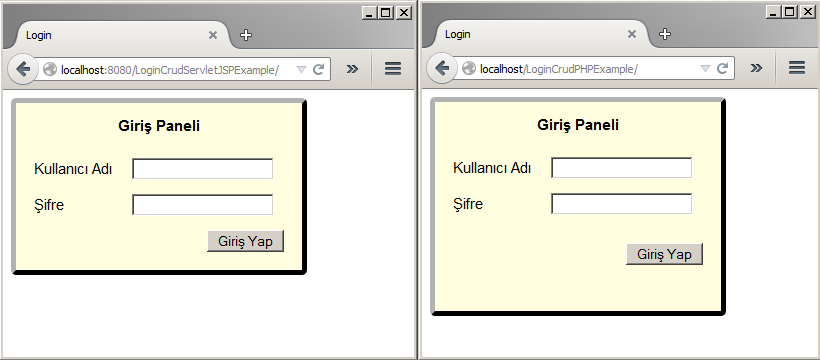 Login
localhost:8080/LoginCrudServletJSPExample/
Giriş Paneli
Kullanıcı Adı
Şifre
Giriş Yap
Login
localhost/LoginCrudPHPExample/
Giriş Paneli
Kullanıcı Adı
Şifre
Giriş Yap